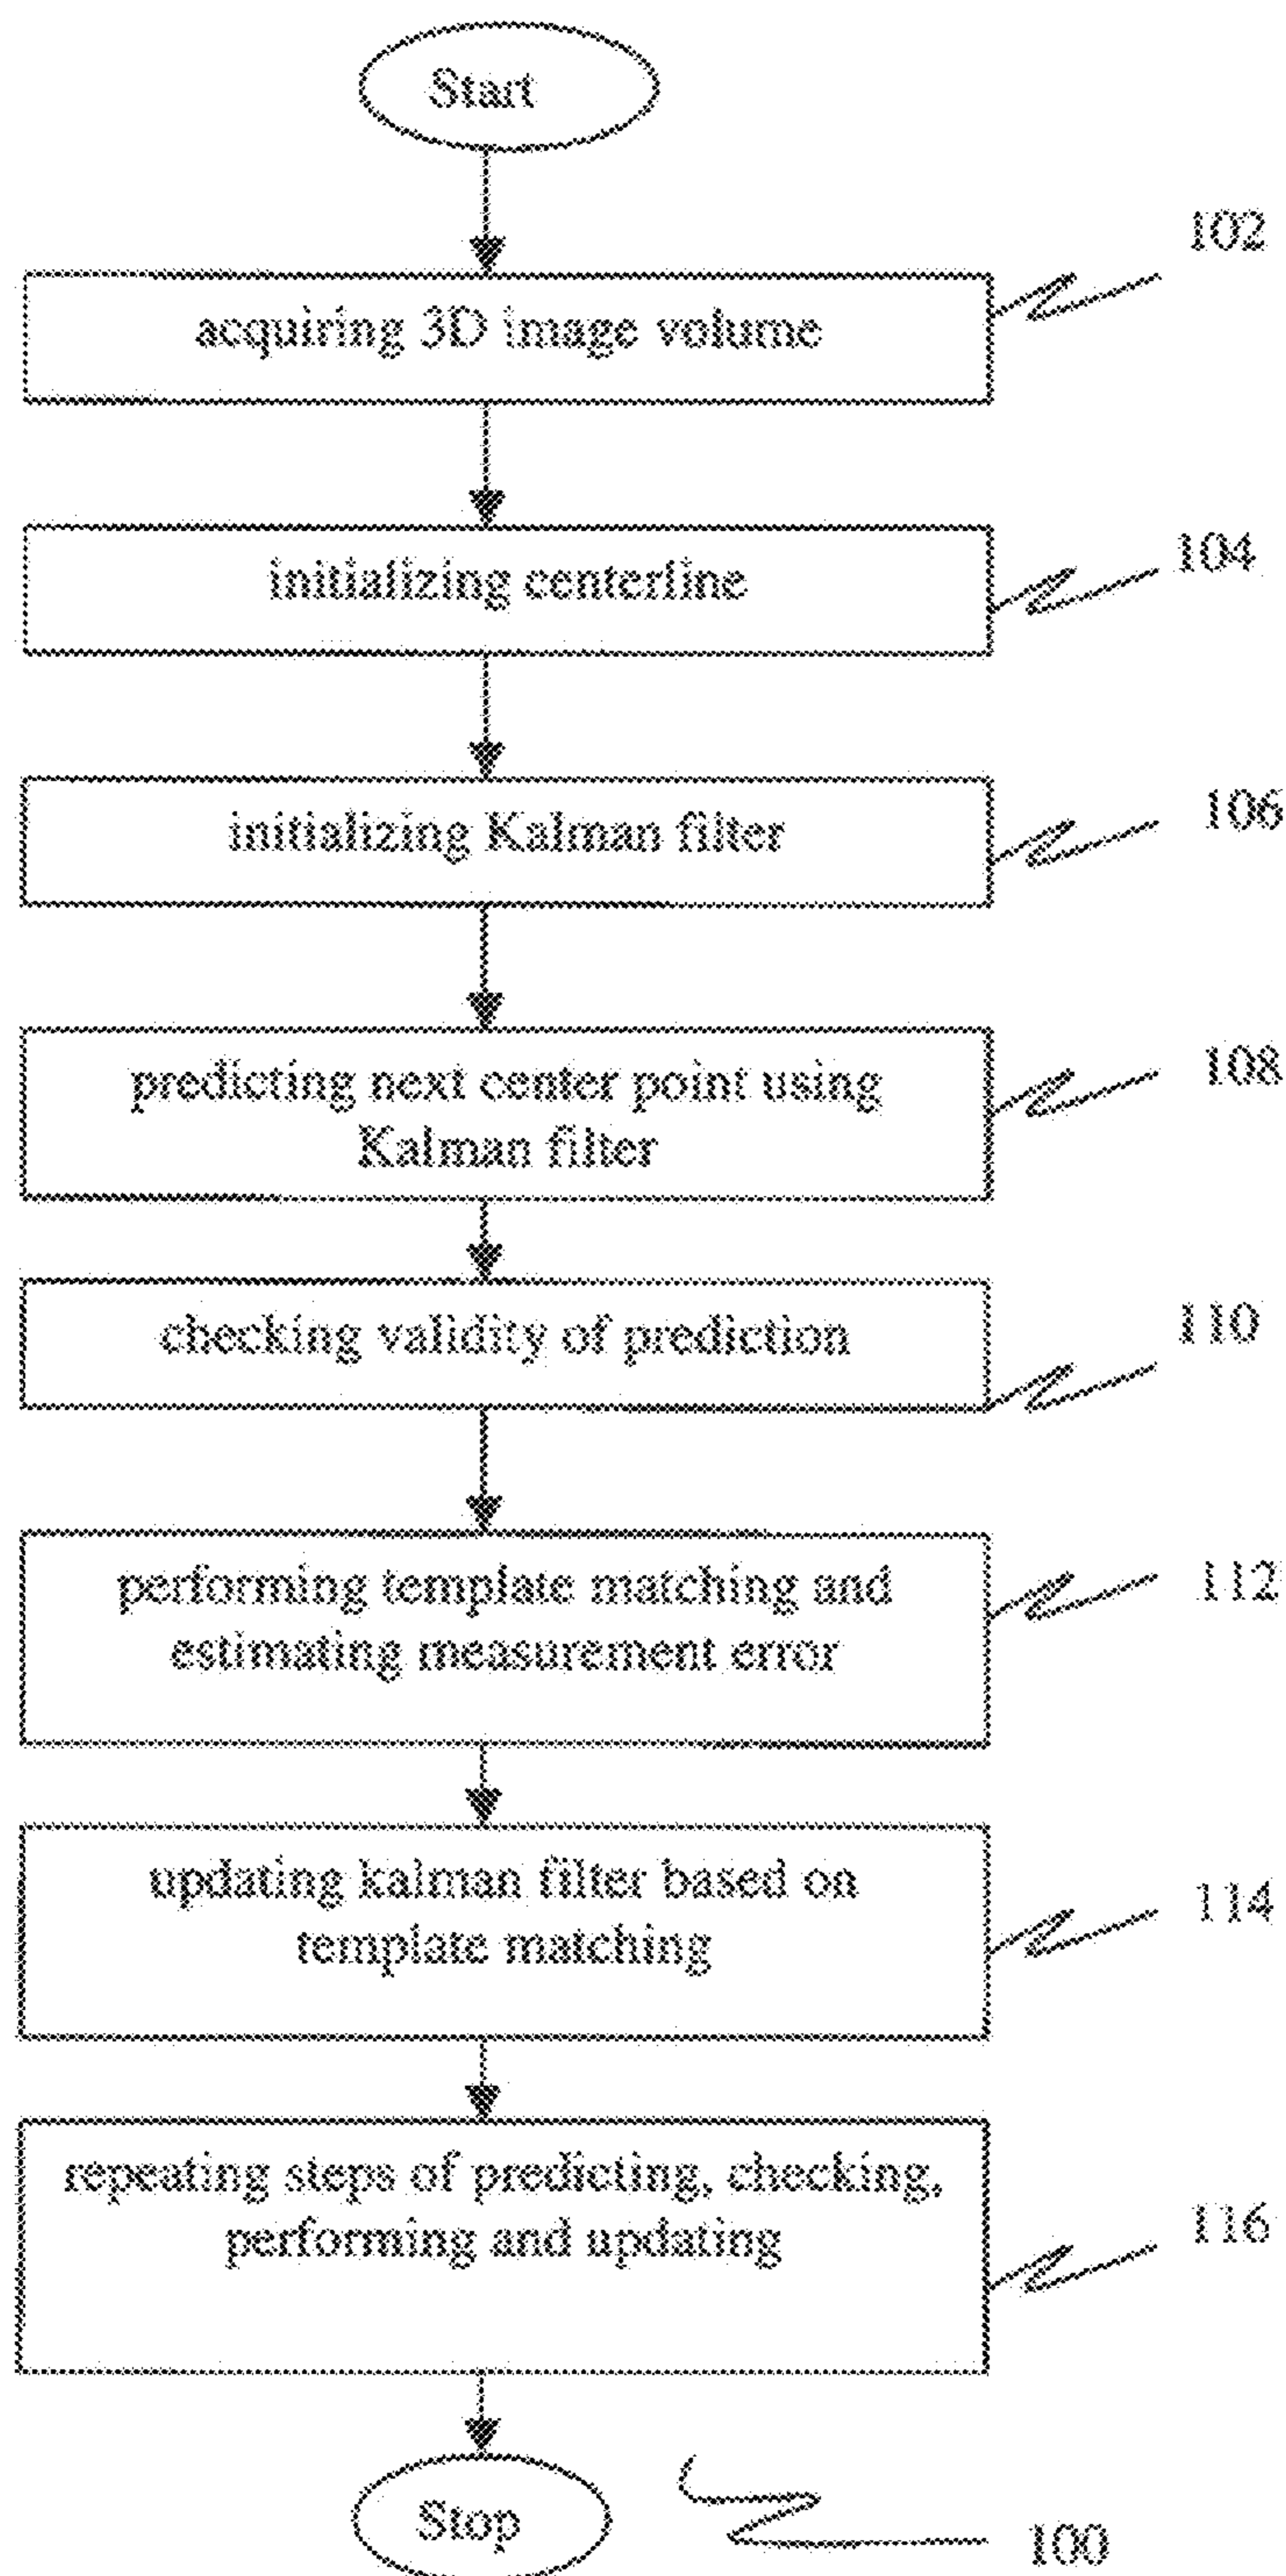 Start
102
acquiring 3D image volume
104
initializing centerline
106
initializing Kalman filter
108
predicting next center point using
Kalman filter
110
checking validity of prediction
112
performing template matching and
estimating measurement error
114
updating kalman filter based on
template matching
116
repeating steps of predicting, checking,
performing and updating
Stop
100